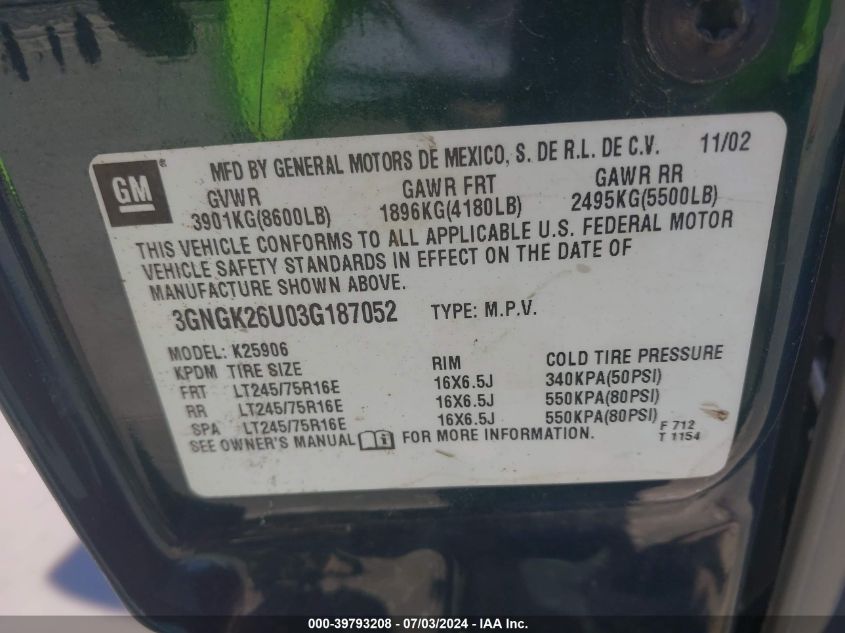 GM ®
MFD BY GENERAL MOTORS DE MEXICO, S. DE R.L. DE C.V. 11/02
GVWR GAWR FRT GAWR RR
3901KG(8600LB) 1896KG(4180LB) 2495KG(5500LB)
THIS VEHICLE CONFORMS TO ALL APPLICABLE U.S. FEDERAL MOTOR
VEHICLE SAFETY STANDARDS IN EFFECT ON THE DATE OF
MANUFACTURE SHOWN ABOVE.
3GNGK26U03G187052 TYPE: M.P.V.
MODEL: K25906
KPDM TIRE SIZE RIM COLD TIRE PRESSURE
FRT LT245/75R16E 16X6.5J 340KPA(50PSI)
RR LT245/75R16E 16X6.5J 550KPA(80PSI)
SPA LT245/75R16E 16X6.5J 550KPA(80PSI)
SEE OWNER'S MANUAL FOR MORE INFORMATION.
F 712
T 1154
000-39793208 - 07/03/2024 - IAA Inc.